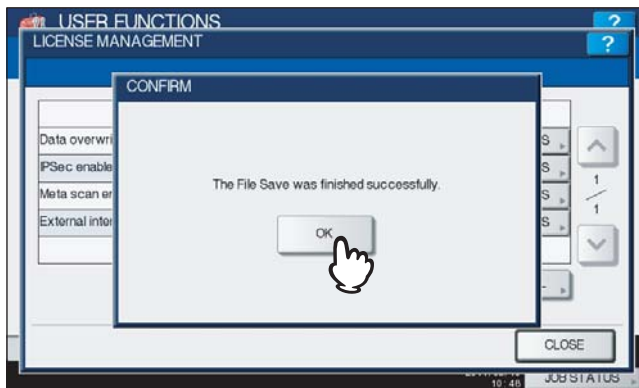 USER FUNCTIONS
?
LICENSE MANAGEMENT
?
CONFIRM
Data overwri
S
IPSec enable
S
Meta scan en
S
External inter
S
1
1
The File Save was finished successfully.
OK
CLOSE
10:46
JOB STATUS